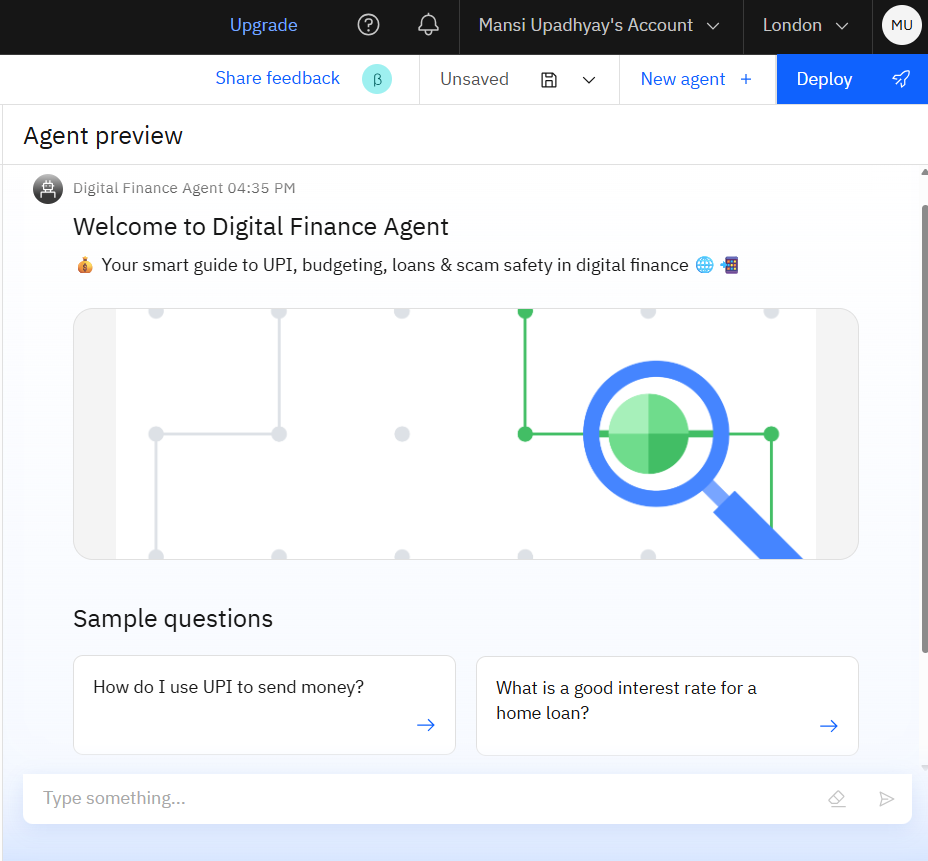 Upgrade
Mansi Upadhyay's Account
London
MU
Share feedback
β
Unsaved
New agent +
Deploy
Agent preview
Digital Finance Agent 04:35 PM
Welcome to Digital Finance Agent
💰 Your smart guide to UPI, budgeting, loans & scam safety in digital finance 🌐 📲
Sample questions
How do I use UPI to send money?
What is a good interest rate for a
home loan?
Type something...